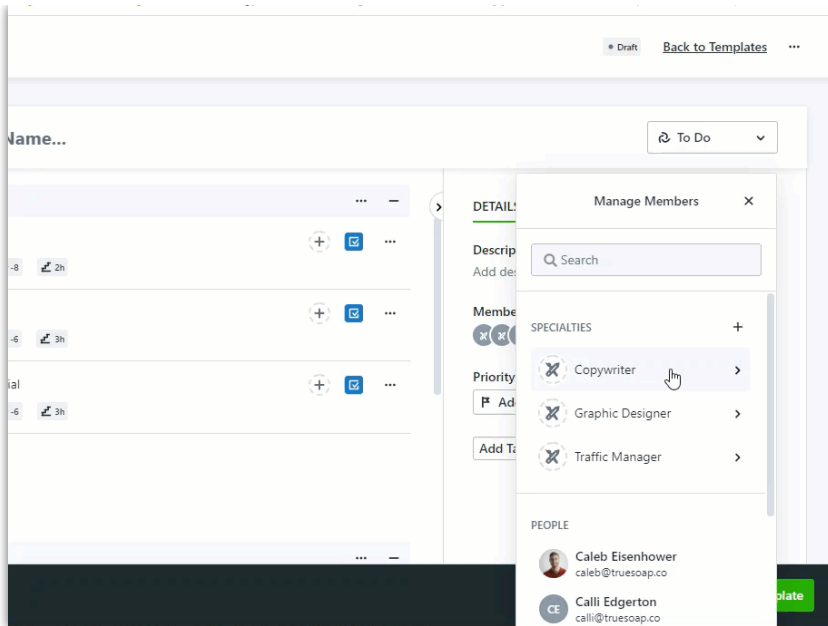 Draft Back to Templates ...
Name...
To Do
DETAILS
Manage Members
Search
Descrip
Add des
-8 2h
Membe
SPECIALTIES
-6 3h
Copywriter
Priority
ial
Ad
Graphic Designer
-6 3h
Add Ta
Traffic Manager
PEOPLE
Caleb Eisenhower
caleb@truesoap.co
CE
Calli Edgerton
calli@truesoap.co
plate